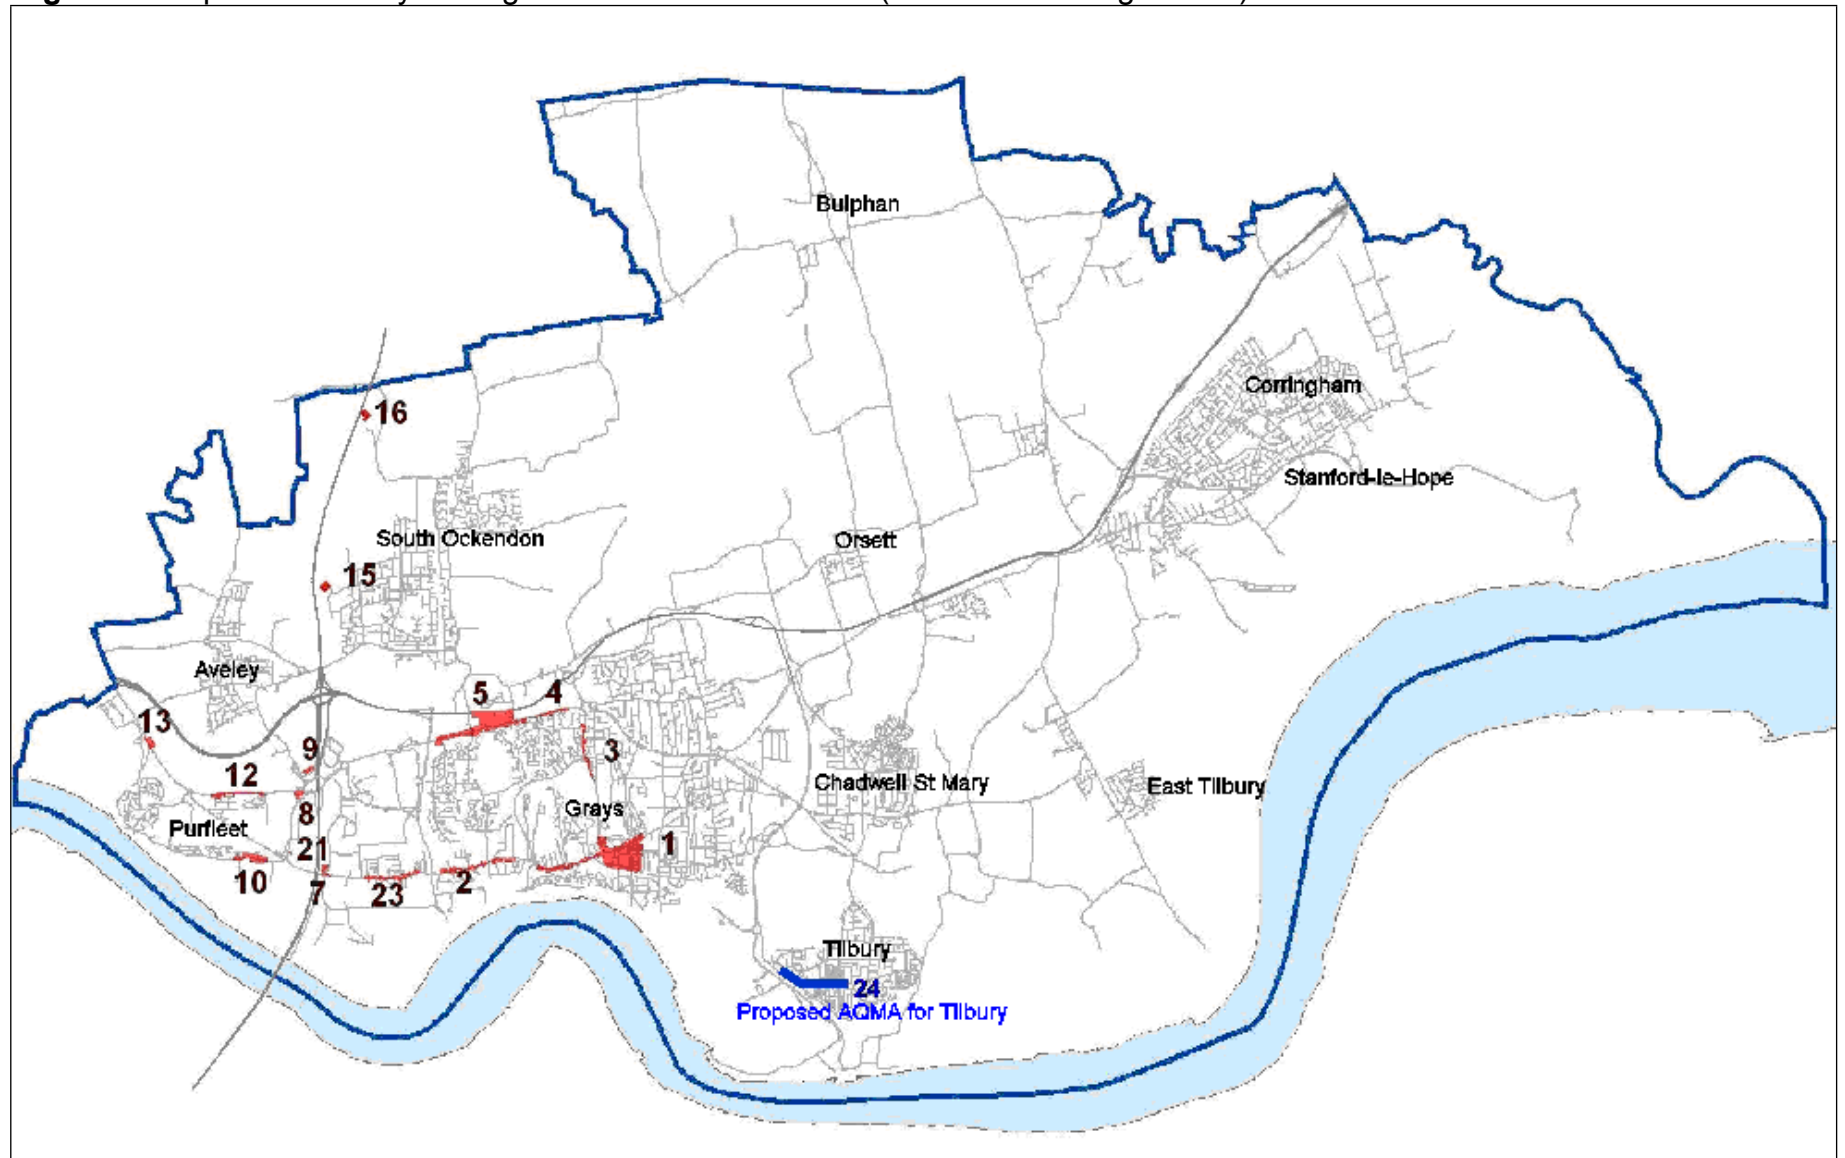 Bulphan
Corringham
16
Stanford-le-Hope
South Ockendon
Orsett
15
Aveley
5
4
13
9
3
12
Chadwell St Mary
East Tilbury
8
Grays
Purfleet
21
1
10
7
23
2
Tilbury
24
Proposed AQMA for Tilbury